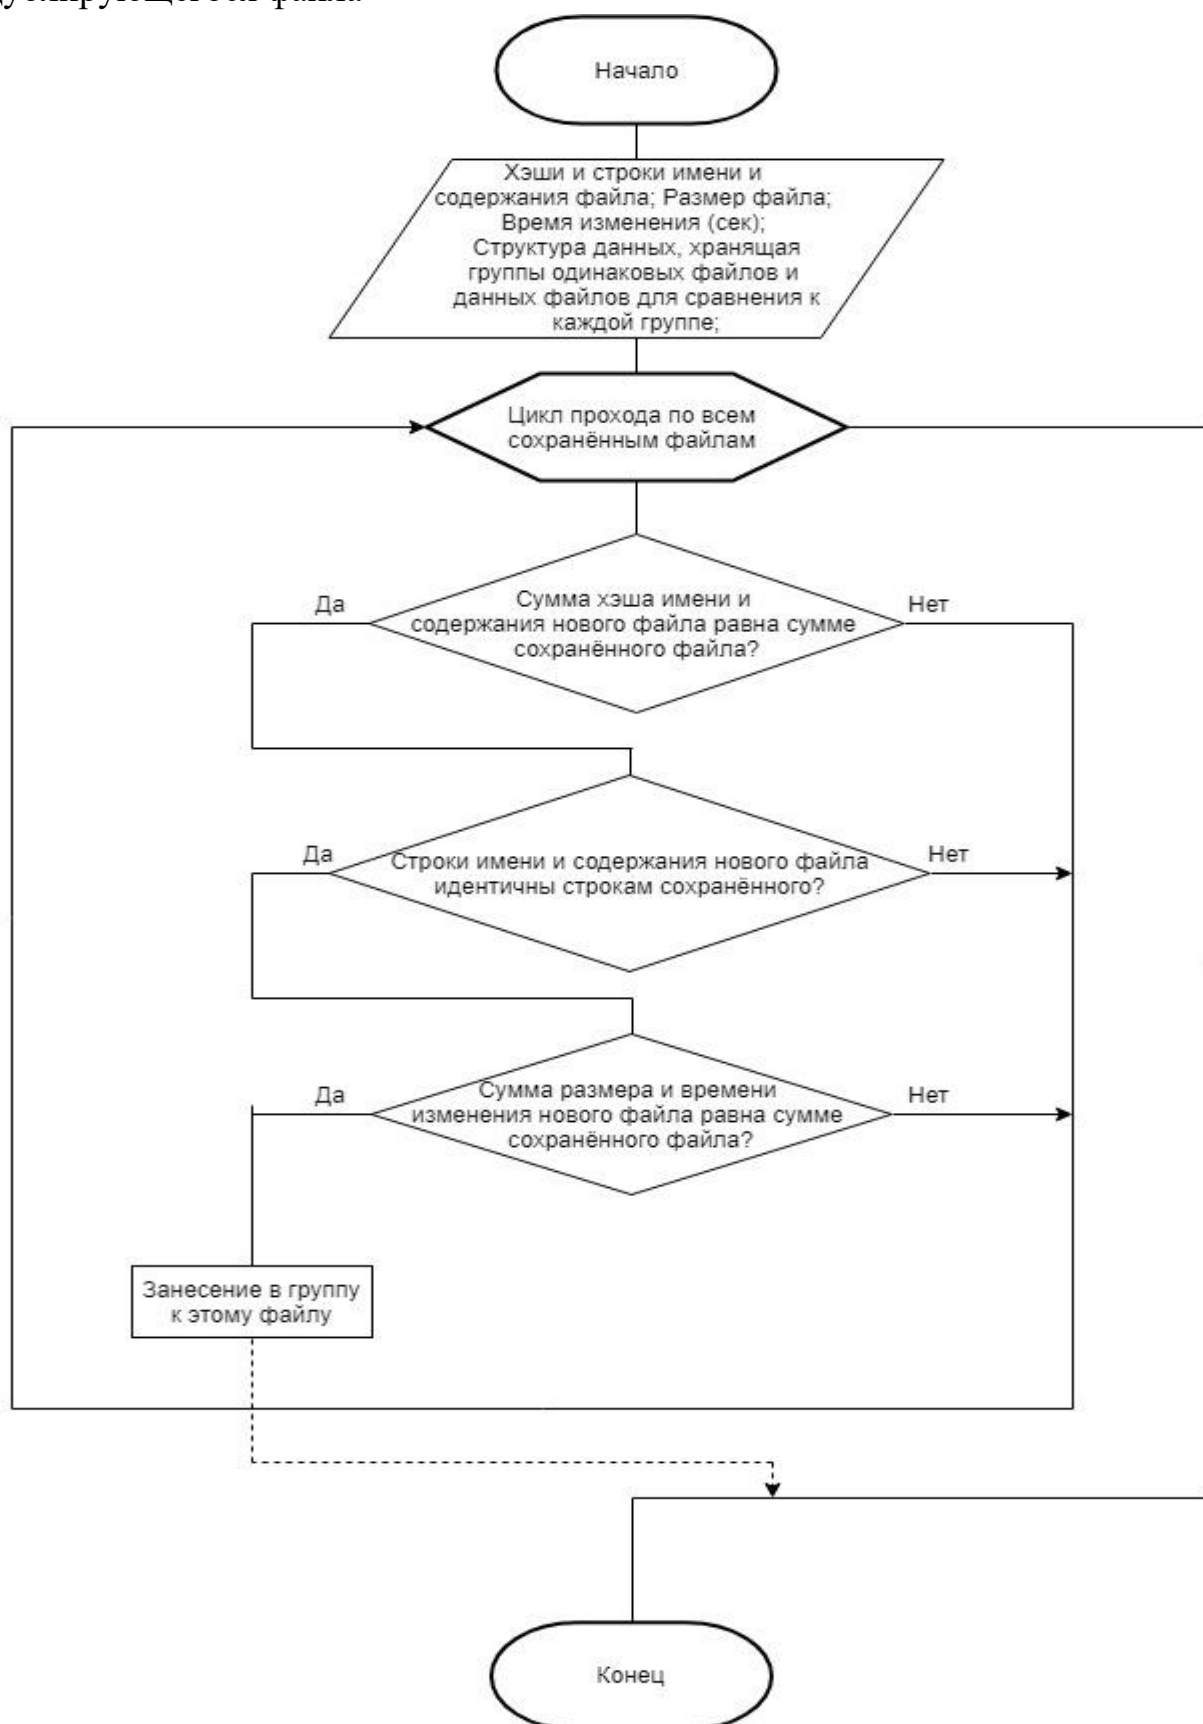 Начало
Хэши и строки имени и
содержания файла; Размер файла;
Время изменения (сек);
Структура данных, хранящая
группы одинаковых файлов и
данных файлов для сравнения к
каждой группе;
Цикл прохода по всем
сохранённым файлам
Да
Нет
Сумма хэша имени и
содержания нового файла равна сумме
сохранённого файла?
Да
Нет
Строки имени и содержания нового файла
идентичны строкам сохранённого?
Да
Нет
Сумма размера и времени
изменения нового файла равна сумме
сохранённого файла?
Занесение в группу
к этому файлу
Конец